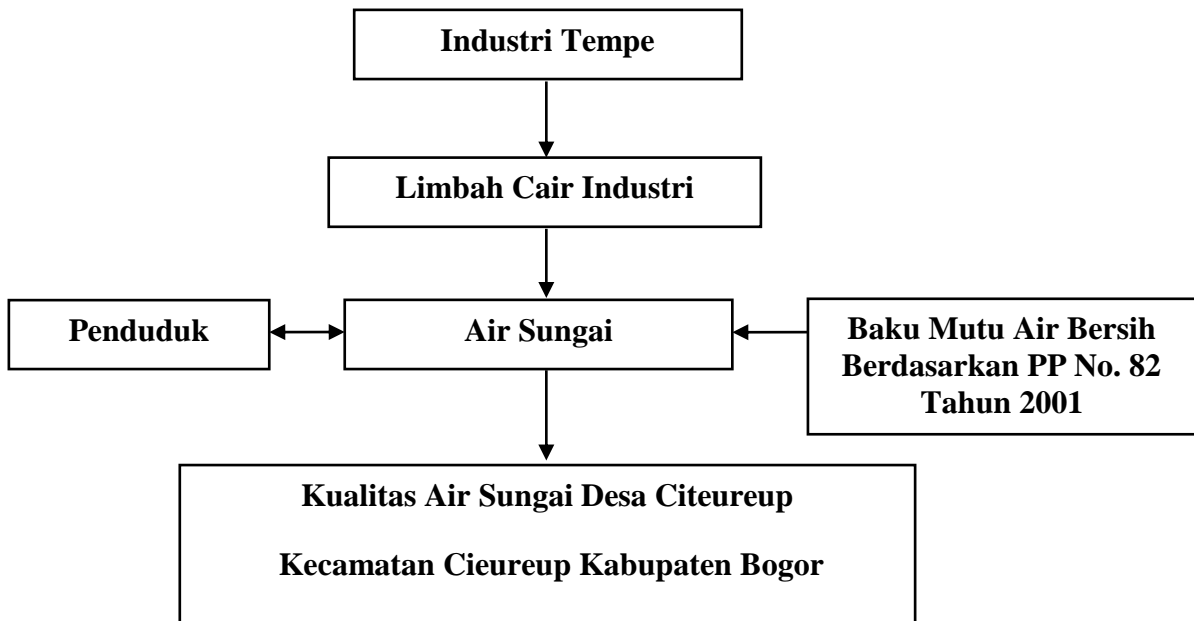 Industri Tempe
Limbah Cair Industri
Penduduk
Air Sungai
Baku Mutu Air Bersih
Berdasarkan PP No. 82
Tahun 2001
Kualitas Air Sungai Desa Citeureup
Kecamatan Cieureup Kabupaten Bogor